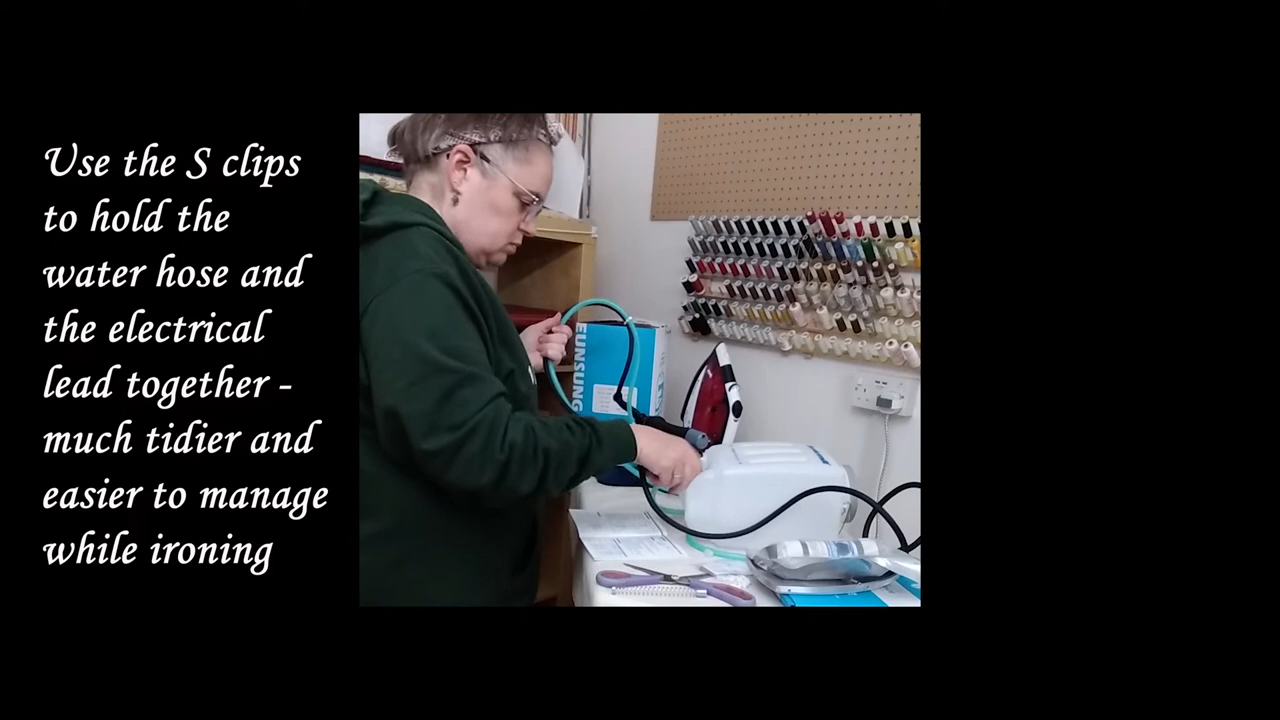 Use the S clips
to hold the
water hose and
the electrical
lead together -
much tidier and
easier to manage
while ironing
EUNSUNG